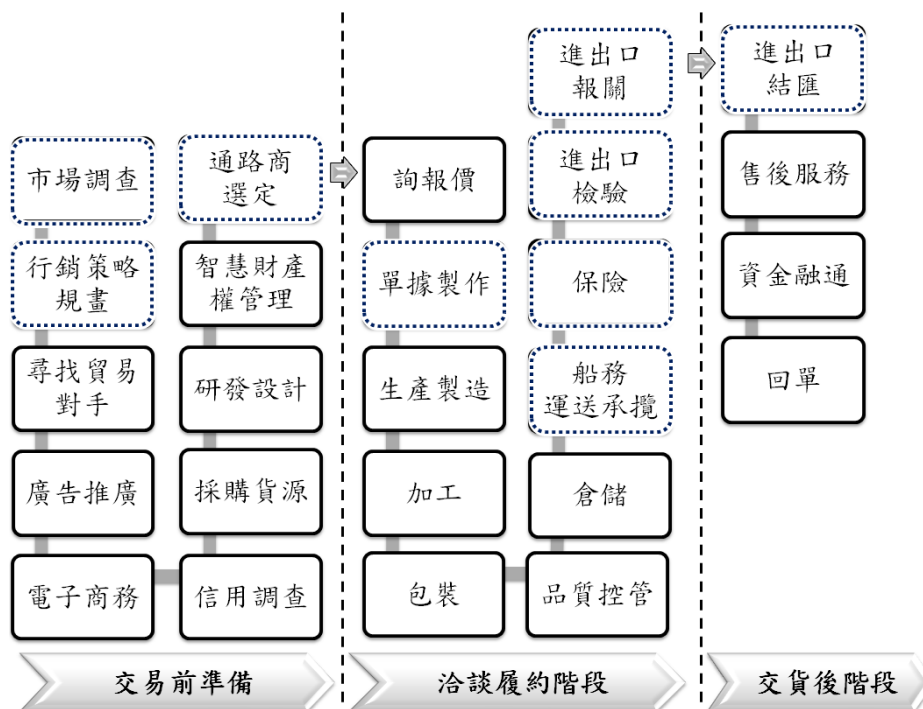 市場調查
行銷策略
規畫
尋找貿易
對手
廣告推廣
電子商務
信用調查
採購貨源
研發設計
智慧財產
權管理
通路商
選定
詢報價
單據製作
生產製造
加工
包裝
品質控管
倉儲
船務
運送承攬
保險
進出口
檢驗
進出口
報關
進出口
結匯
售後服務
資金融通
回單
交易前準備
洽談履約階段
交貨後階段